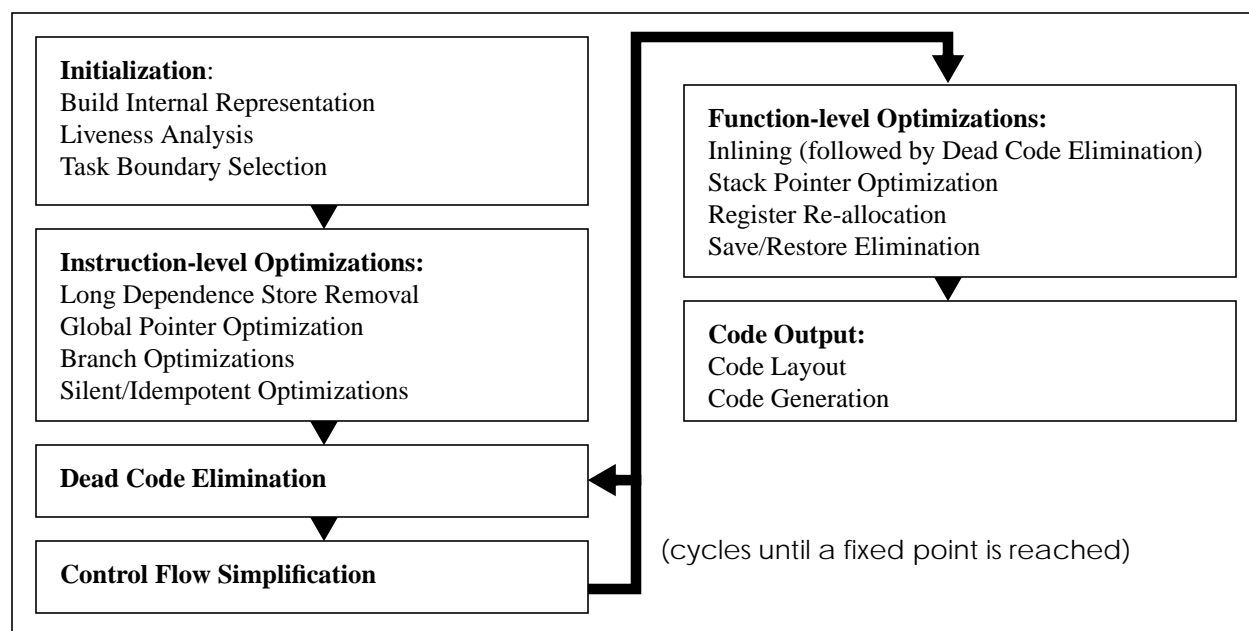 Initialization:
Build Internal Representation
Liveness Analysis
Task Boundary Selection
Instruction-level Optimizations:
Long Dependence Store Removal
Global Pointer Optimization
Branch Optimizations
Silent/Idempotent Optimizations
Dead Code Elimination
Control Flow Simplification
(cycles until a fixed point is reached)
Function-level Optimizations:
Inlining (followed by Dead Code Elimination)
Stack Pointer Optimization
Register Re-allocation
Save/Restore Elimination
Code Output:
Code Layout
Code Generation